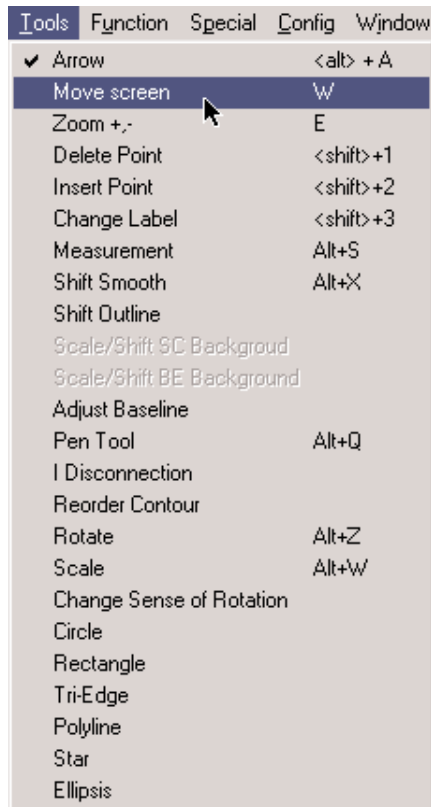 Tools Function Special Config Window
✔ Arrow <alt> + A
Move screen W
Zoom +,- E
Delete Point <shift>+1
Insert Point <shift>+2
Change Label <shift>+3
Measurement Alt+S
Shift Smooth Alt+X
Shift Outline
Scale/Shift SC Backgroud
Scale/Shift BE Background
Adjust Baseline
Pen Tool Alt+Q
I Disconnection
Reorder Contour
Rotate Alt+Z
Scale Alt+W
Change Sense of Rotation
Circle
Rectangle
Tri-Edge
Polyline
Star
Ellipsis